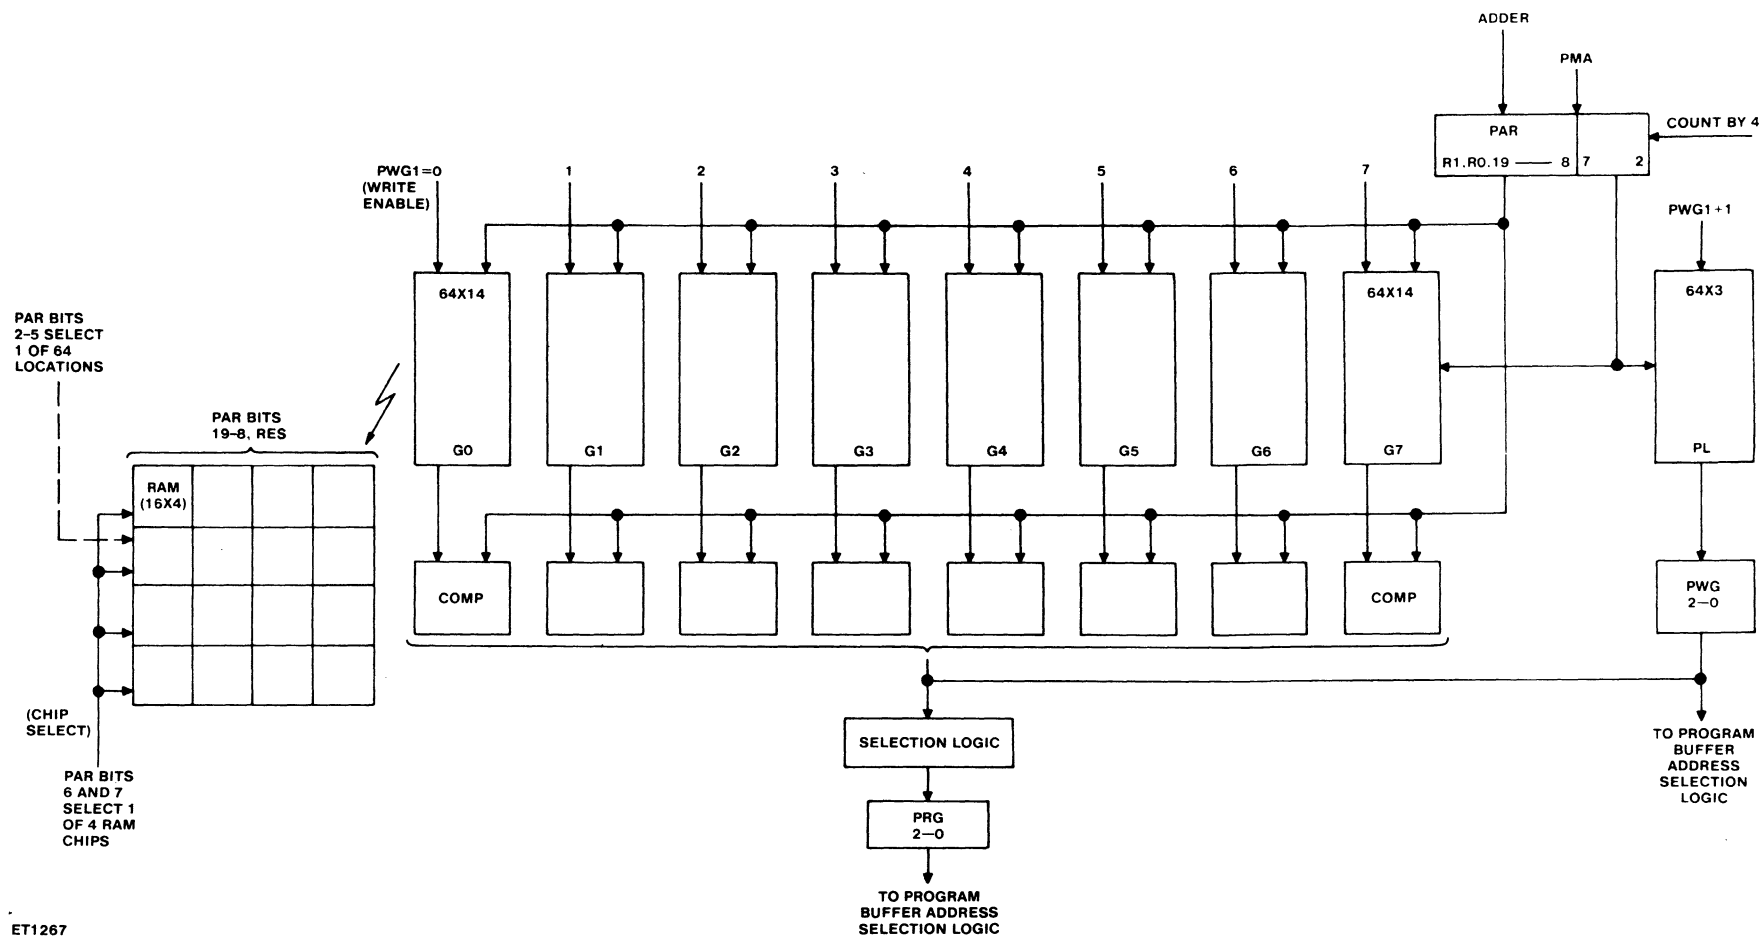 ADDER
PMA
PAR
COUNT BY 4
R1.R0.19 —— 8 7 2
PWG1=0 1 2 3 4 5 6 7
(WRITE
ENABLE)
PWG1+1
64X14
64X14
64X3
PAR BITS
2–5 SELECT
1 OF 64
LOCATIONS
PAR BITS
19–8, RES
G0 G1 G2 G3 G4 G5 G6 G7 PL
RAM
(16X4)
COMP
COMP
PWG
2—0
(CHIP
SELECT)
PAR BITS
6 AND 7
SELECT 1
OF 4 RAM
CHIPS
SELECTION LOGIC
TO PROGRAM
BUFFER
ADDRESS
SELECTION
LOGIC
PRG
2—0
TO PROGRAM
BUFFER ADDRESS
SELECTION LOGIC
ET1267